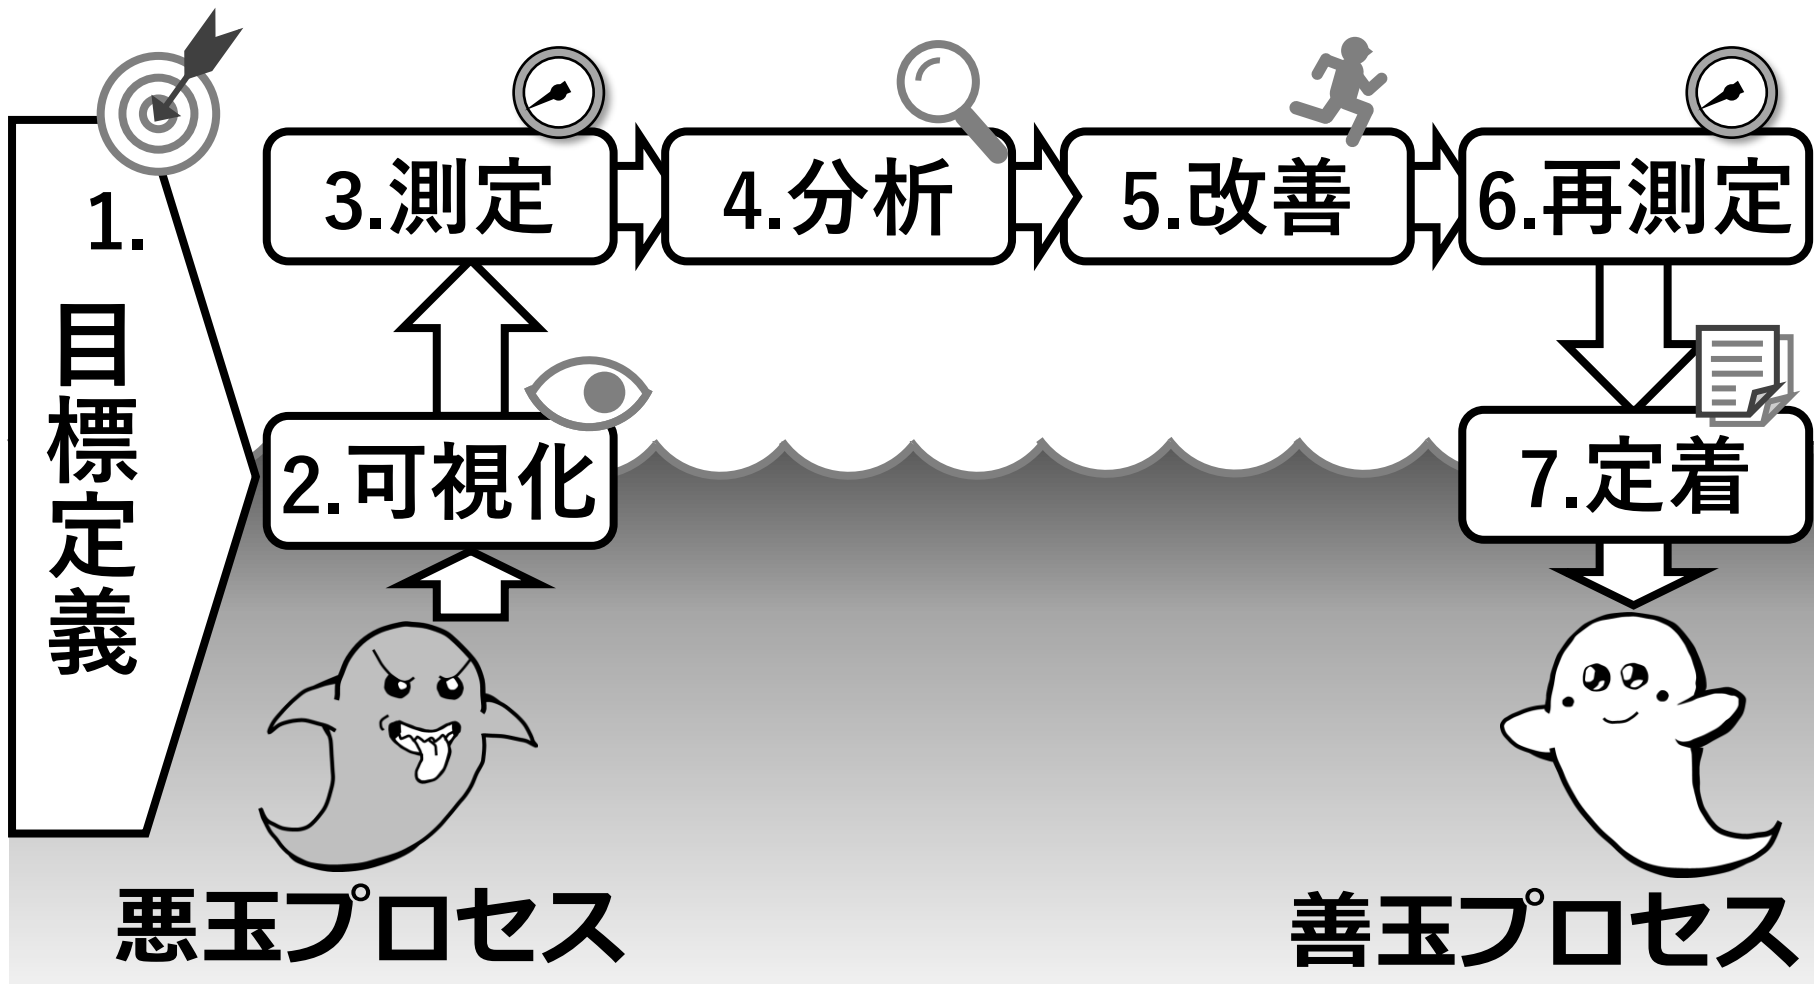 1.目標定義
2.可視化
3.測定
4.分析
5.改善
6.再測定
7.定着
悪玉プロセス
善玉プロセス